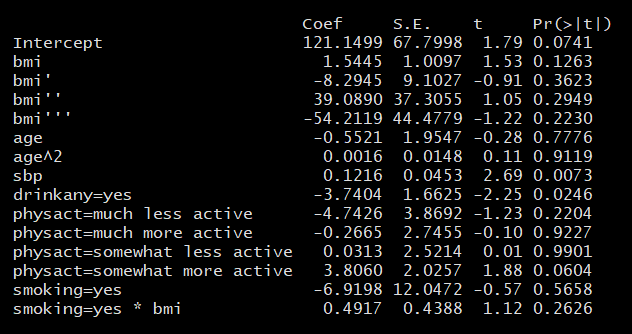 Coef S.E. t Pr(>|t|)
Intercept 121.1499 67.7998 1.79 0.0741
bmi 1.5445 1.0097 1.53 0.1263
bmi' -8.2945 9.1027 -0.91 0.3623
bmi'' 39.0890 37.3055 1.05 0.2949
bmi''' -54.2119 44.4779 -1.22 0.2230
age -0.5521 1.9547 -0.28 0.7776
age^2 0.0016 0.0148 0.11 0.9119
sbp 0.1216 0.0453 2.69 0.0073
drinkany=yes -3.7404 1.6625 -2.25 0.0246
physact=much less active -4.7426 3.8692 -1.23 0.2204
physact=much more active -0.2665 2.7455 -0.10 0.9227
physact=somewhat less active 0.0313 2.5214 0.01 0.9901
physact=somewhat more active 3.8060 2.0257 1.88 0.0604
smoking=yes -6.9198 12.0472 -0.57 0.5658
smoking=yes * bmi 0.4917 0.4388 1.12 0.2626